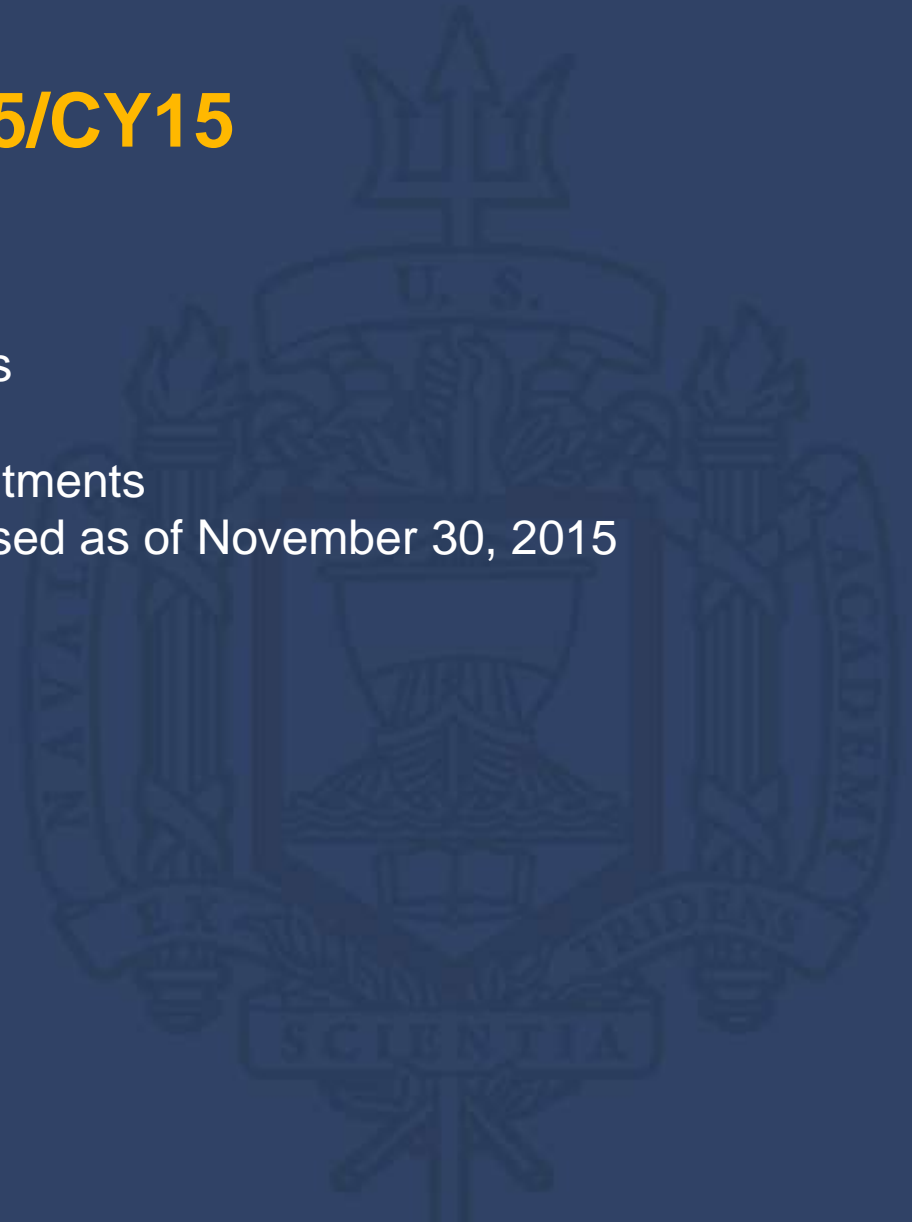 5/CY15
s
tments
sed as of November 30, 2015
U. S.
NAVAL
ACADEMY
EX
TRIDENS
SCIENTIA